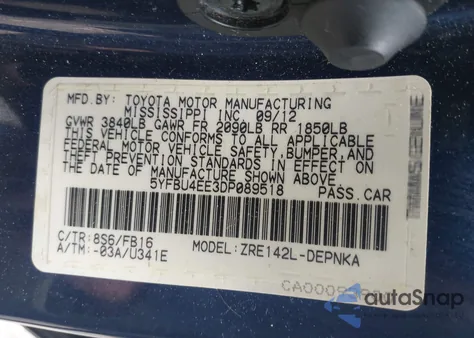 MFD.BY: TOYOTA MOTOR MANUFACTURING
MISSISSIPPI INC. 09/12
GVWR 3840LB GAWR FR 2090LB RR 1850LB
THIS VEHICLE CONFORMS TO ALL APPLICABLE
FEDERAL MOTOR VEHICLE SAFETY,BUMPER,AND
THEFT PREVENTION STANDARDS IN EFFECT ON
THE DATE OF MANUFACTURE SHOWN ABOVE.
5YFBU4EE3DP089518 PASS.CAR
C/TR: 8S6/FB16 MODEL: ZRE142L-DEPNKA
A/TM: -03A/U341E
autoSnap